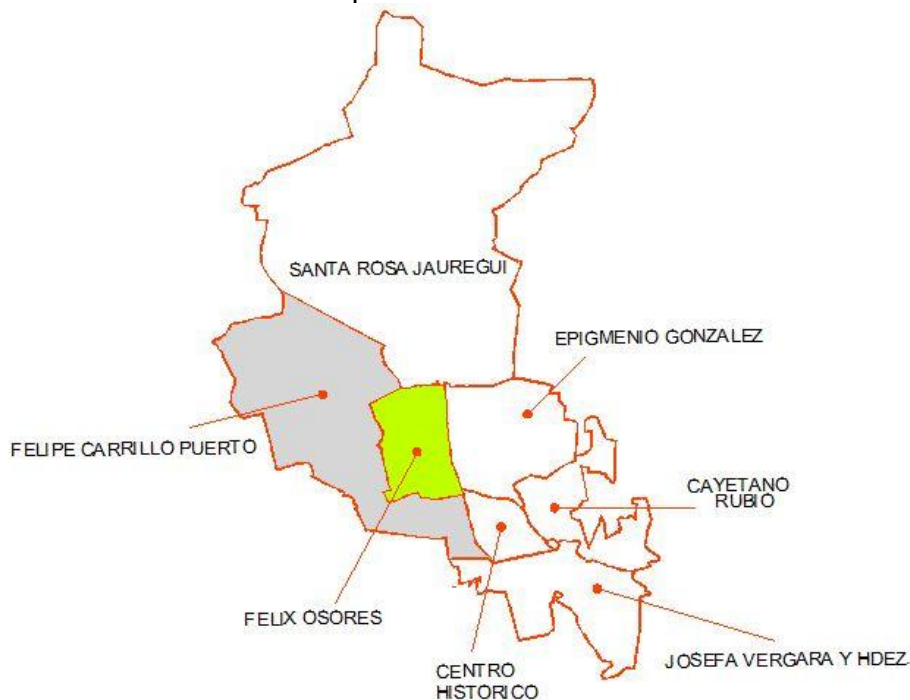 SANTA ROSA JAUREGUI
EPIGMENIO GONZALEZ
FELIPE CARRILLO PUERTO
CAYETANO
RUBIO
FELIX OSORES
JOSEFA VERGARA Y HDEZ.
CENTRO
HISTORICO